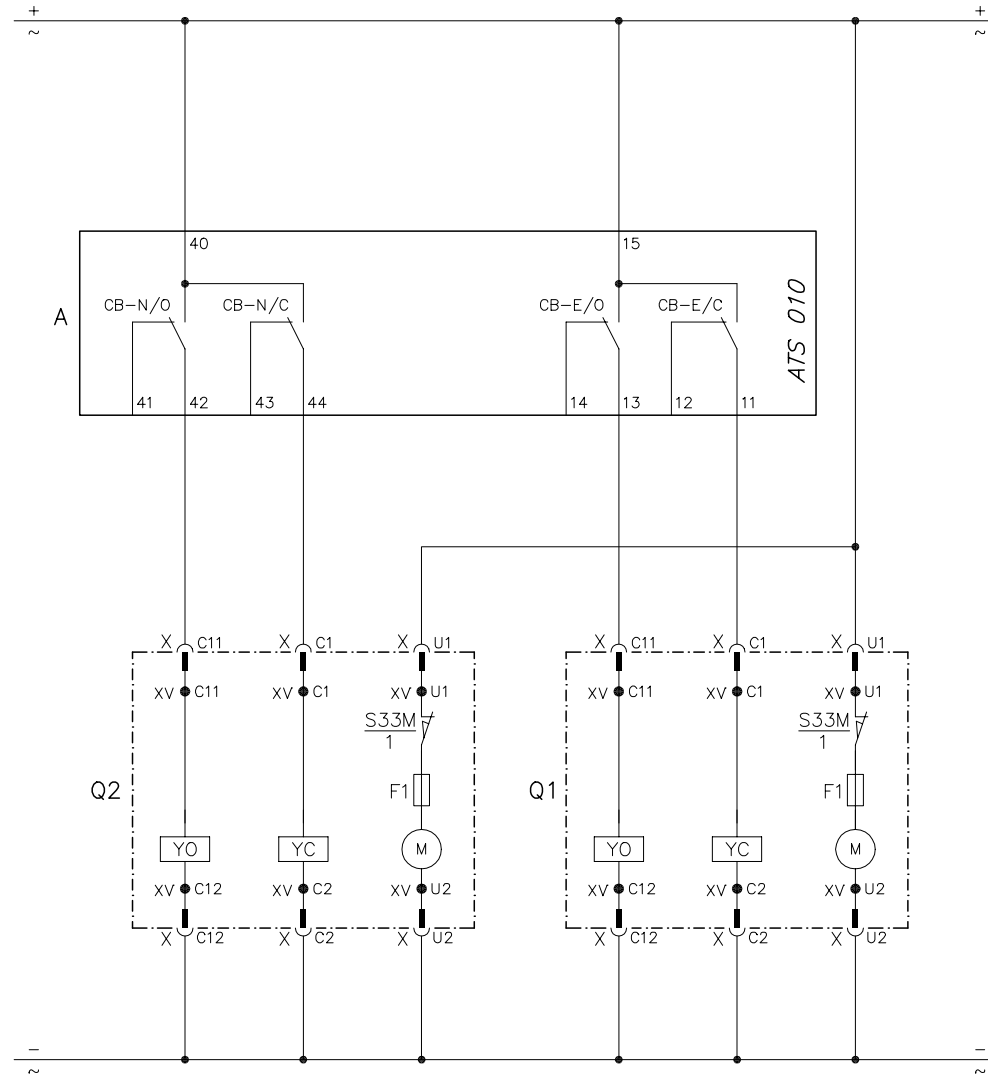 + +
~ ~
40 15
CB-N/O CB-N/C CB-E/O CB-E/C
A ATS 010
41 42 43 44 14 13 12 11
X C11 X C1 X U1 X C11 X C1 X U1
XV C11 XV C1 XV U1 XV C11 XV C1 XV U1
S33M S33M
1 1
Q2 F1 Q1 F1
YO YC M YO YC M
XV C12 XV C2 XV U2 XV C12 XV C2 XV U2
X C12 X C2 X U2 X C12 X C2 X U2
− −
~ ~